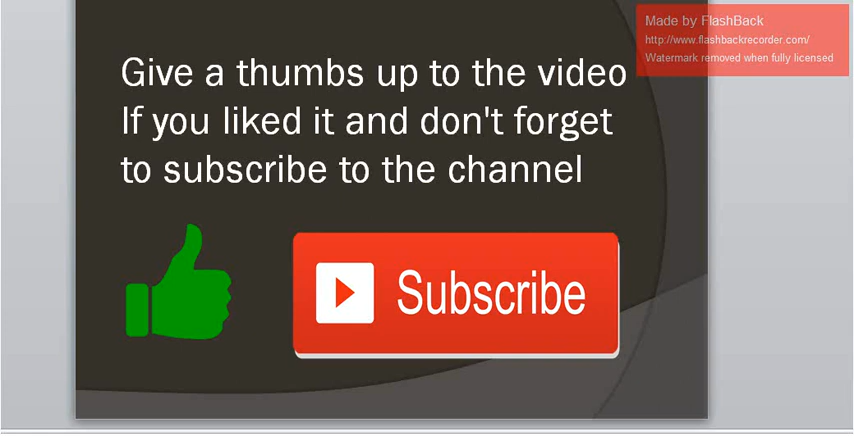 Made by FlashBack
http://www.flashbackrecorder.com/
Watermark removed when fully licensed
Give a thumbs up to the video
If you liked it and don't forget
to subscribe to the channel
Subscribe